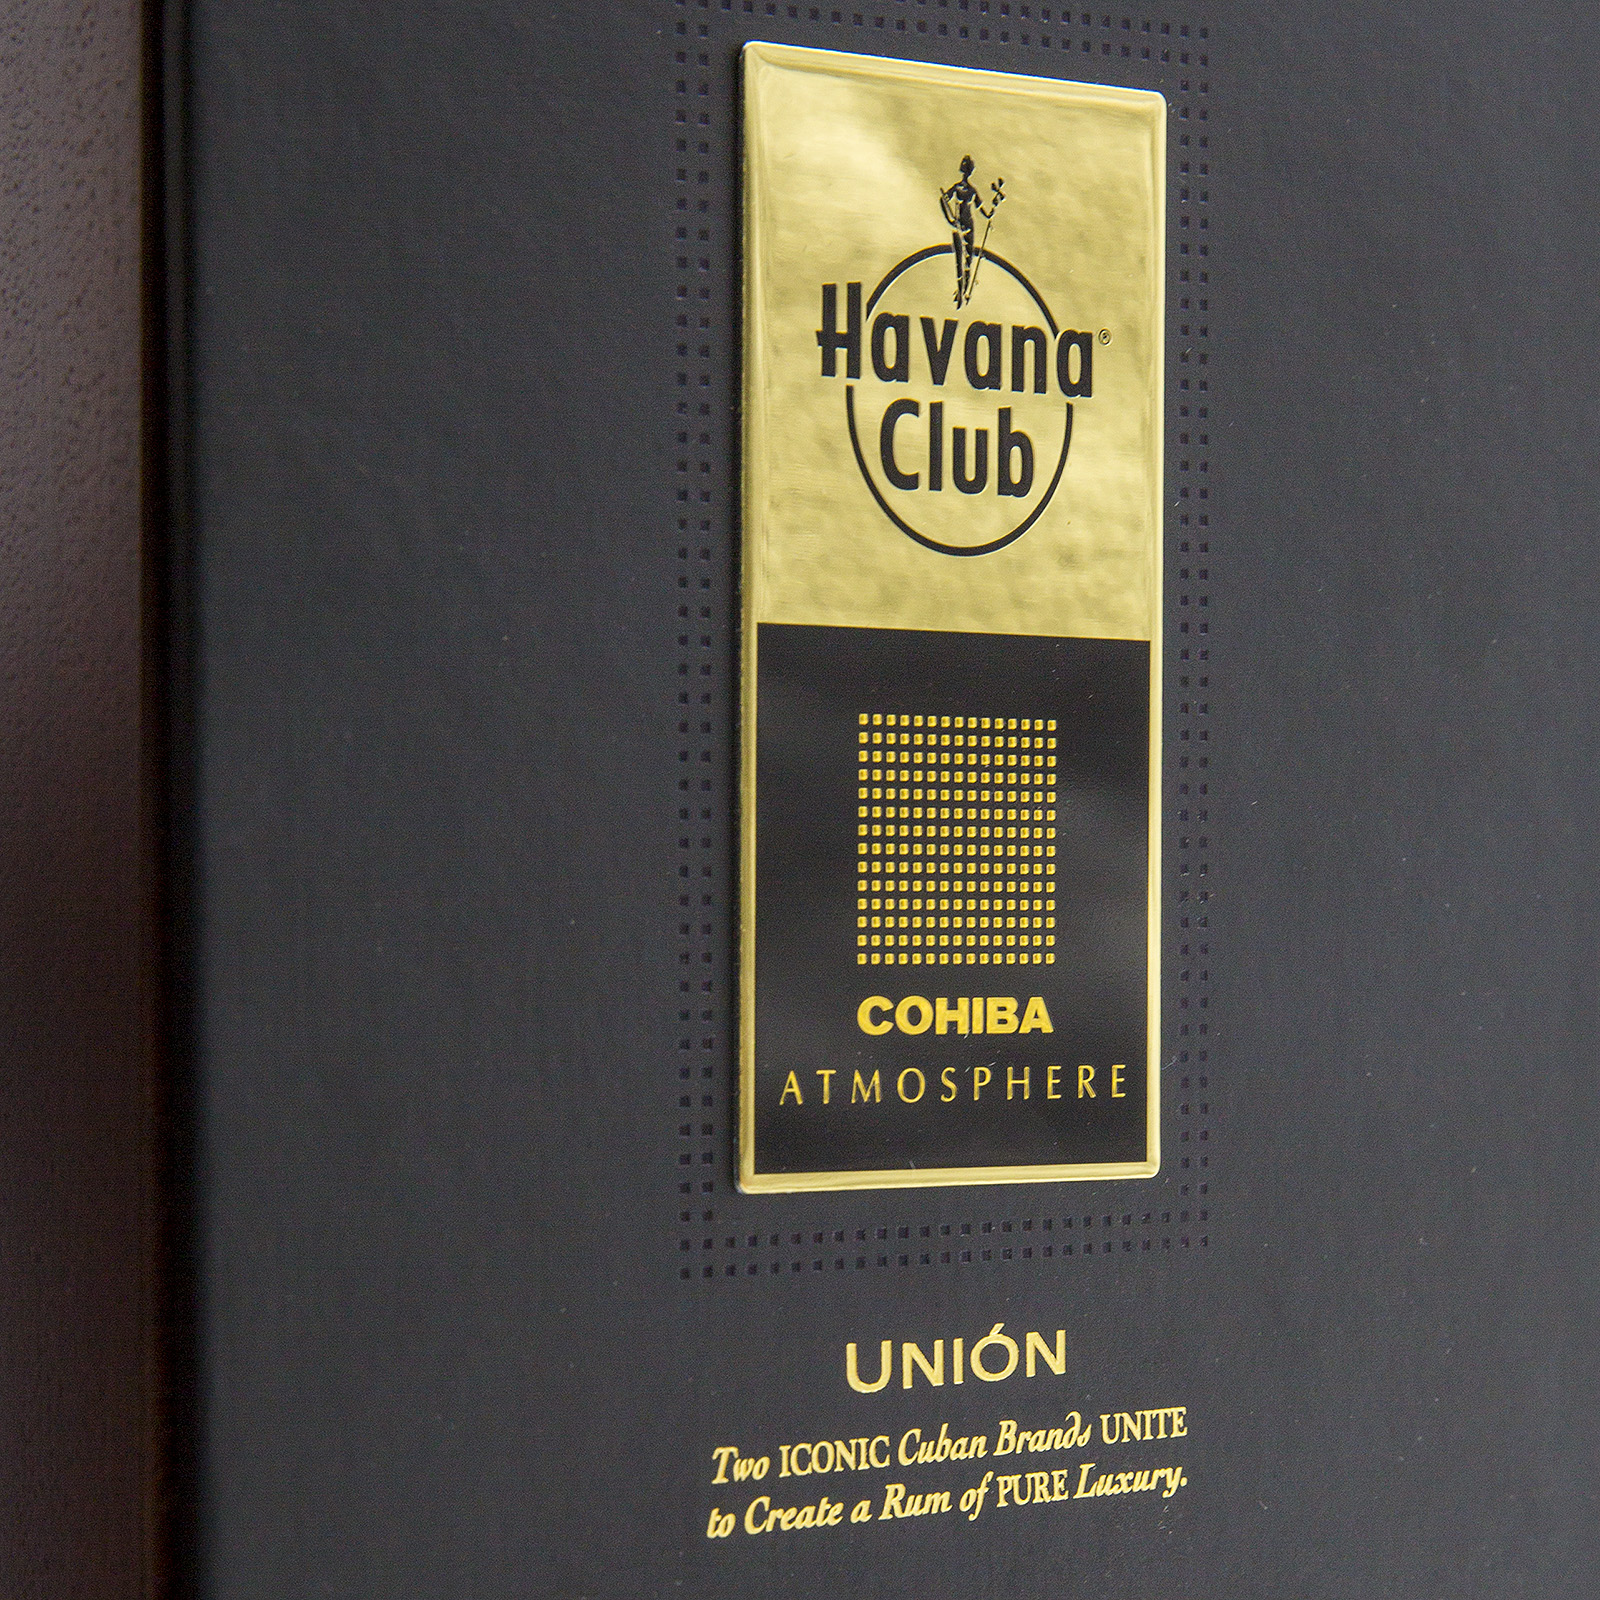 Havana®
Club
COHIBA
ATMOSPHERE
UNIÓN
Two ICONIC Cuban Brands UNITE
to Create a Rum of PURE Luxury.